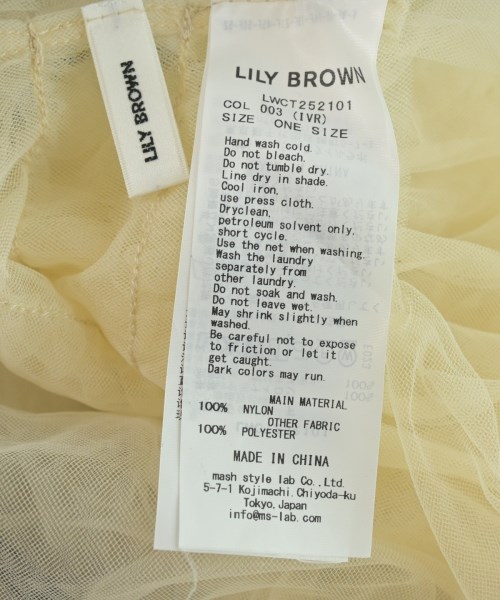 LILY BROWN
LILY BROWN
LWCT252101
COL 003 (IVR)
SIZE ONE SIZE
Hand wash cold.
Do not bleach.
Do not tumble dry.
Line dry in shade.
Cool iron,
use press cloth.
Dryclean,
petroleum solvent only,
short cycle.
Use the net when washing.
Wash the laundry
separately from
other laundry.
Do not soak and wash.
Do not leave wet.
May shrink slightly when
washed.
Be careful not to expose
to friction or let it
get caught.
Dark colors may run.
MAIN MATERIAL
100% NYLON
OTHER FABRIC
100% POLYESTER
MADE IN CHINA
mash style lab Co.,Ltd.
5-7-1 Kojimachi.Chiyoda-ku
Tokyo,Japan
info@ms-lab.com